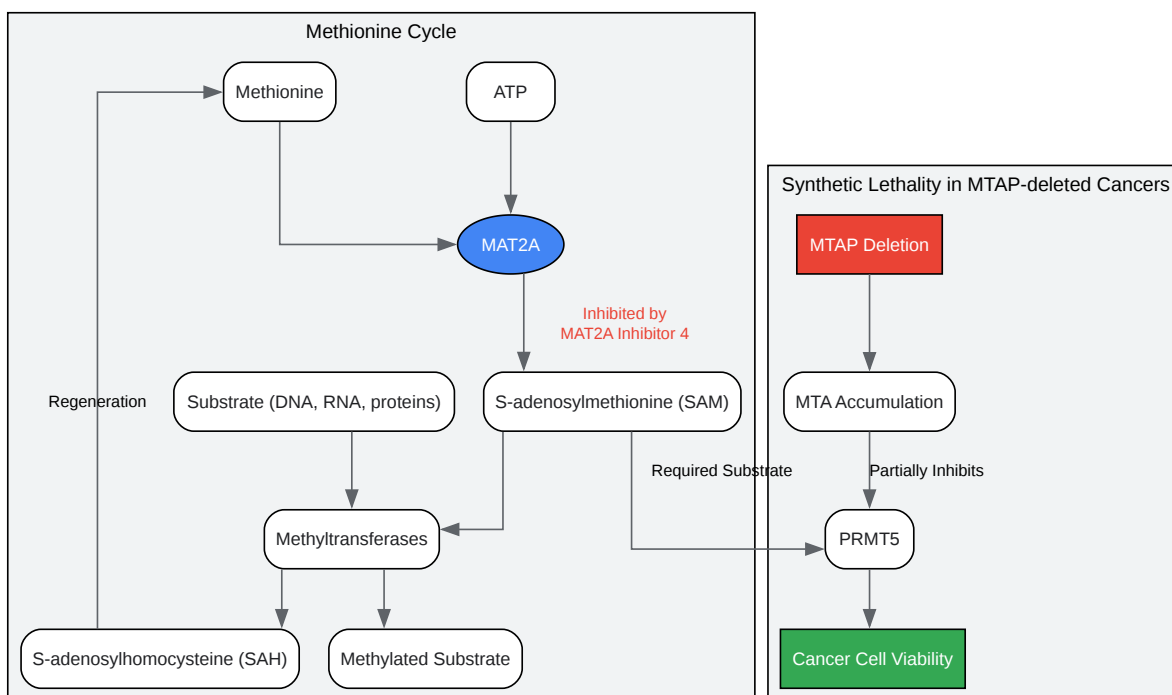 Methionine Cycle
Methionine
ATP
MAT2A
Inhibited by
MAT2A Inhibitor 4
Regeneration
Substrate (DNA, RNA, proteins)
S-adenosylmethionine (SAM)
Required Substrate
Methyltransferases
S-adenosylhomocysteine (SAH)
Methylated Substrate
Synthetic Lethality in MTAP-deleted Cancers
MTAP Deletion
MTA Accumulation
Partially Inhibits
PRMT5
Cancer Cell Viability